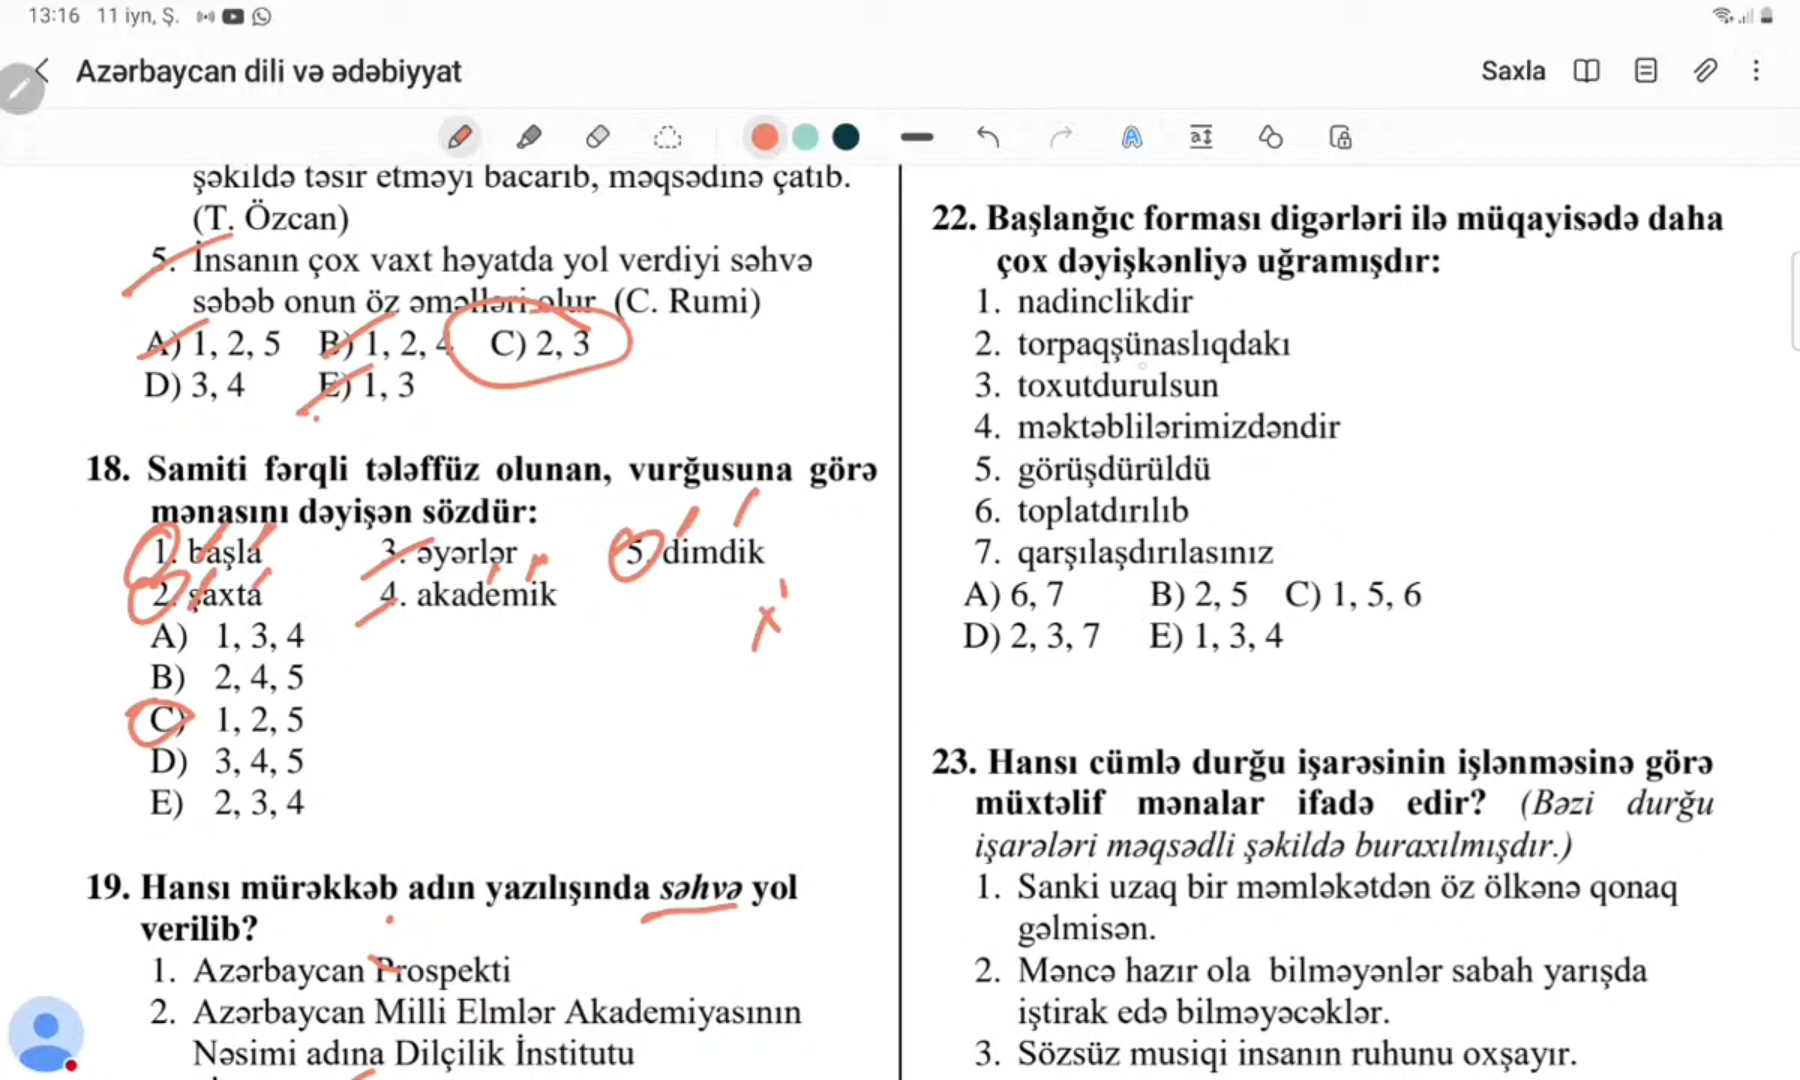 13:16 11 iyn, Ş.
Azərbaycan dili və ədəbiyyat
Saxla
şəkildə təsir etməyi bacarıb, məqsədinə çatıb.
(T. Özcan)
5. İnsanın çox vaxt həyatda yol verdiyi səhvə
səbəb onun öz əməlləri olur. (C. Rumi)
A) 1, 2, 5 B) 1, 2, 4 C) 2, 3
D) 3, 4 E) 1, 3
18. Samiti fərqli tələffüz olunan, vurğusuna görə
mənasını dəyişən sözdür:
1. başla 3. əyərlər 5. dimdik
2. şaxta 4. akademik
A) 1, 3, 4
B) 2, 4, 5
C) 1, 2, 5
D) 3, 4, 5
E) 2, 3, 4
19. Hansı mürəkkəb adın yazılışında səhvə yol
verilib?
1. Azərbaycan Prospekti
2. Azərbaycan Milli Elmlər Akademiyasının
Nəsimi adına Dilçilik İnstitutu
22. Başlanğıc forması digərləri ilə müqayisədə daha
çox dəyişkənliyə uğramışdır:
1. nadinclikdir
2. torpaqşünaslıqdakı
3. toxutdurulsun
4. məktəblilərimizdəndir
5. görüşdürüldü
6. toplatdırılıb
7. qarşılaşdırılasınız
A) 6, 7 B) 2, 5 C) 1, 5, 6
D) 2, 3, 7 E) 1, 3, 4
23. Hansı cümlə durğu işarəsinin işlənməsinə görə
müxtəlif mənalar ifadə edir? (Bəzi durğu
işarələri məqsədli şəkildə buraxılmışdır.)
1. Sanki uzaq bir məmləkətdən öz ölkənə qonaq
gəlmisən.
2. Məncə hazır ola bilməyənlər sabah yarışda
iştirak edə bilməyəcəklər.
3. Sözsüz musiqi insanın ruhunu oxşayır.